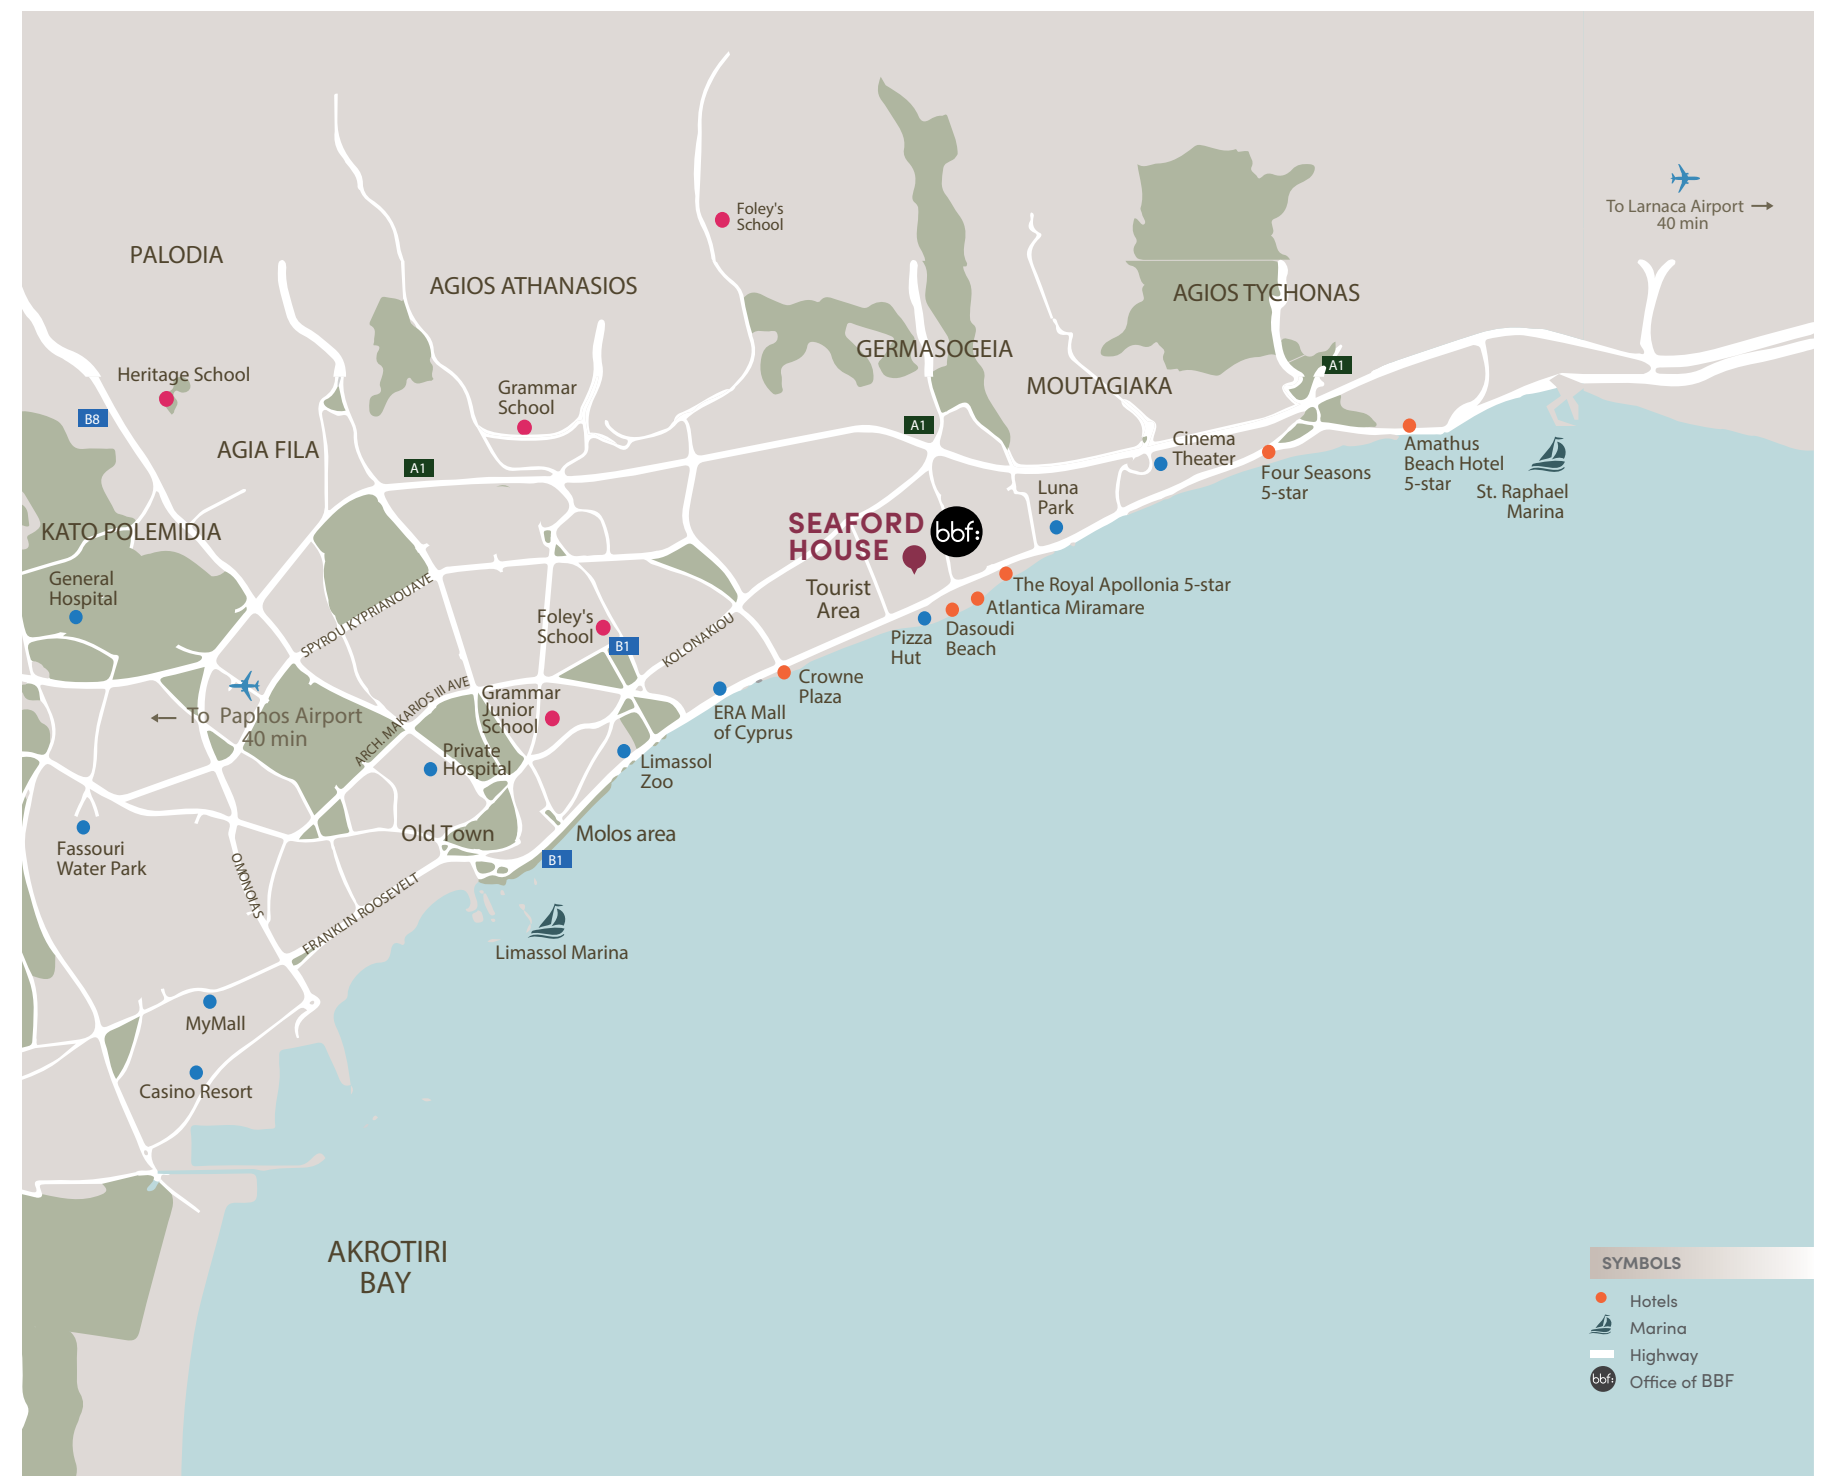 Foley's
School
To Larnaca Airport
40 min
PALODIA
AGIOS ATHANASIOS
AGIOS TYCHONAS
GERMASOGEIA
A1
Heritage School
MOUTAGIAKA
Grammar
School
B8
A1
AGIA FILA
A1
Cinema
Theater
Amathus
Beach Hotel
5-star
Four Seasons
5-star
St. Raphael
Marina
Luna
Park
KATO POLEMIDIA
SEAFORD
HOUSE
bbf:
General
Hospital
Tourist
Area
The Royal Apollonia 5-star
Atlantica Miramare
SPYROU KYPRIANOUAVE
Foley's
School
B1
KOLONAKIOU
Pizza
Hut
Dasoudi
Beach
Crowne
Plaza
ARCH. MAKARIOS III AVE
Grammar
Junior
School
ERA Mall
of Cyprus
To Paphos Airport
40 min
Private
Hospital
Limassol
Zoo
Old Town
Molos area
B1
Fassouri
Water Park
OMONOIAS
FRANKLIN ROOSEVELT
Limassol Marina
MyMall
Casino Resort
AKROTIRI
BAY
SYMBOLS
Hotels
Marina
Highway
bbf:
Office of BBF